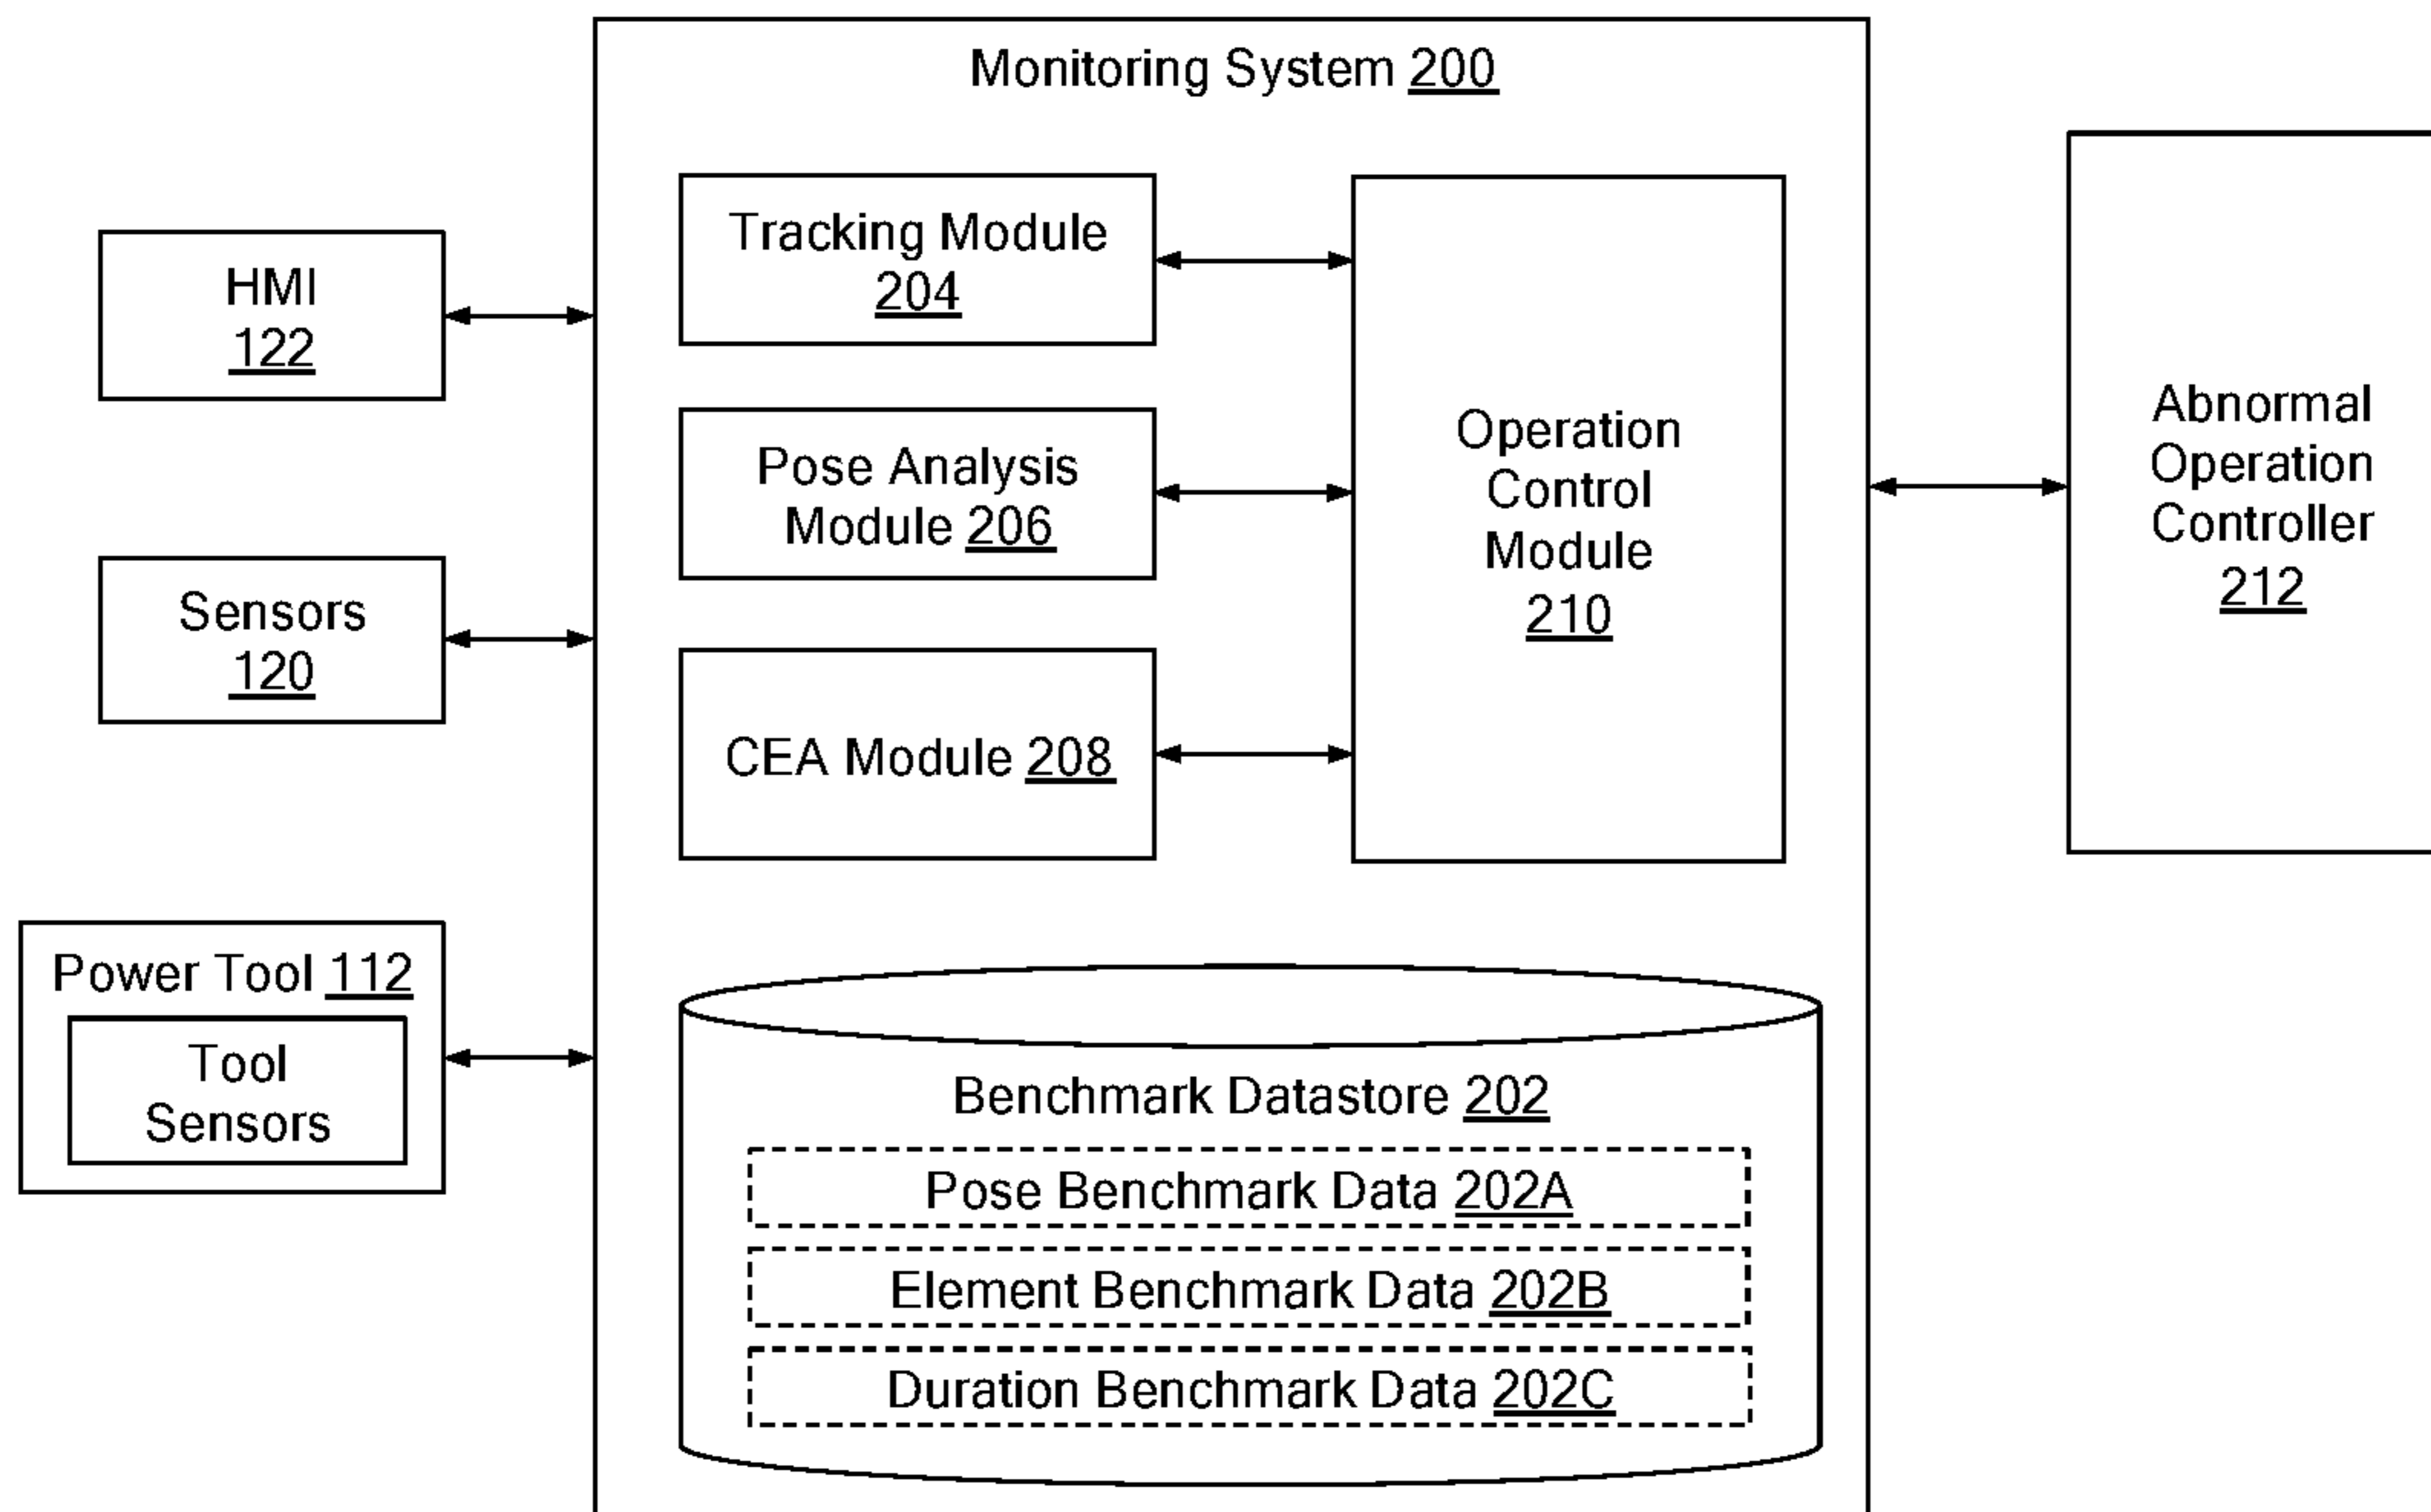 Monitoring System 200
HMI
122
Sensors
120
Power Tool 112
Tool
Sensors
Tracking Module
204
Pose Analysis
Module 206
CEA Module 208
Operation
Control
Module
210
Benchmark Datastore 202
Pose Benchmark Data 202A
Element Benchmark Data 202B
Duration Benchmark Data 202C
Abnormal
Operation
Controller
212